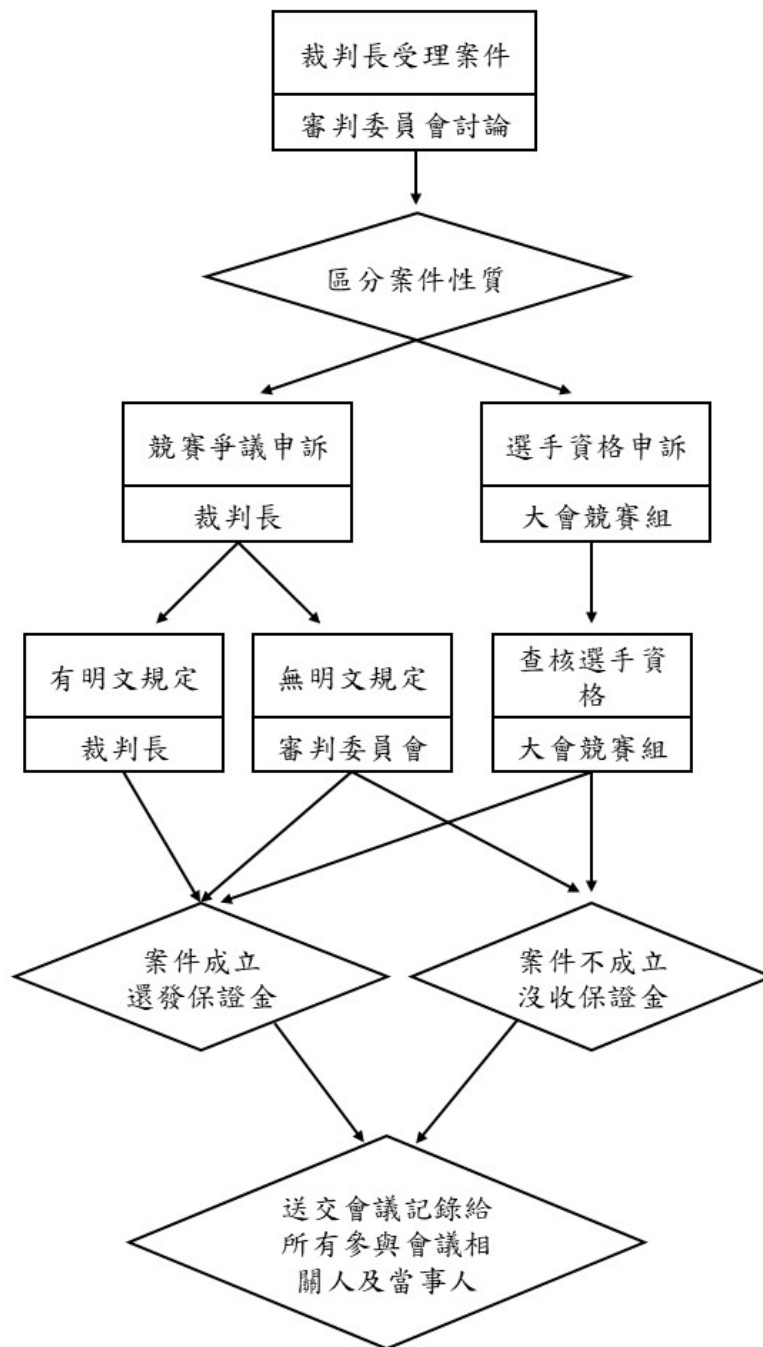 裁判長受理案件
審判委員會討論
區分案件性質
競賽爭議申訴
裁判長
選手資格申訴
大會競賽組
有明文規定
裁判長
無明文規定
審判委員會
查核選手資
格
大會競賽組
案件成立
還發保證金
案件不成立
沒收保證金
送交會議記錄給
所有參與會議相
關人及當事人